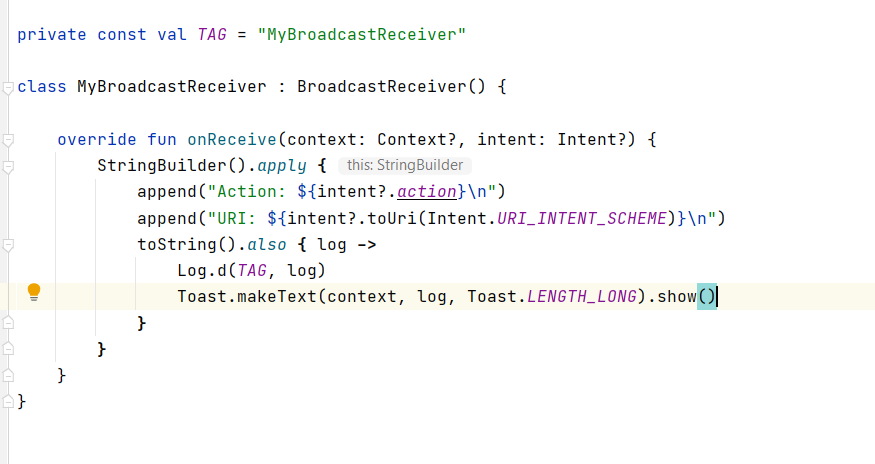 private const val TAG = "MyBroadcastReceiver"
class MyBroadcastReceiver : BroadcastReceiver() {
override fun onReceive(context: Context?, intent: Intent?) {
StringBuilder().apply { this: StringBuilder
append("Action: ${intent?.action}\n")
append("URI: ${intent?.toUri(Intent.URI_INTENT_SCHEME)}\n")
toString().also { log ->
Log.d(TAG, log)
Toast.makeText(context, log, Toast.LENGTH_LONG).show()
}
}
}
}